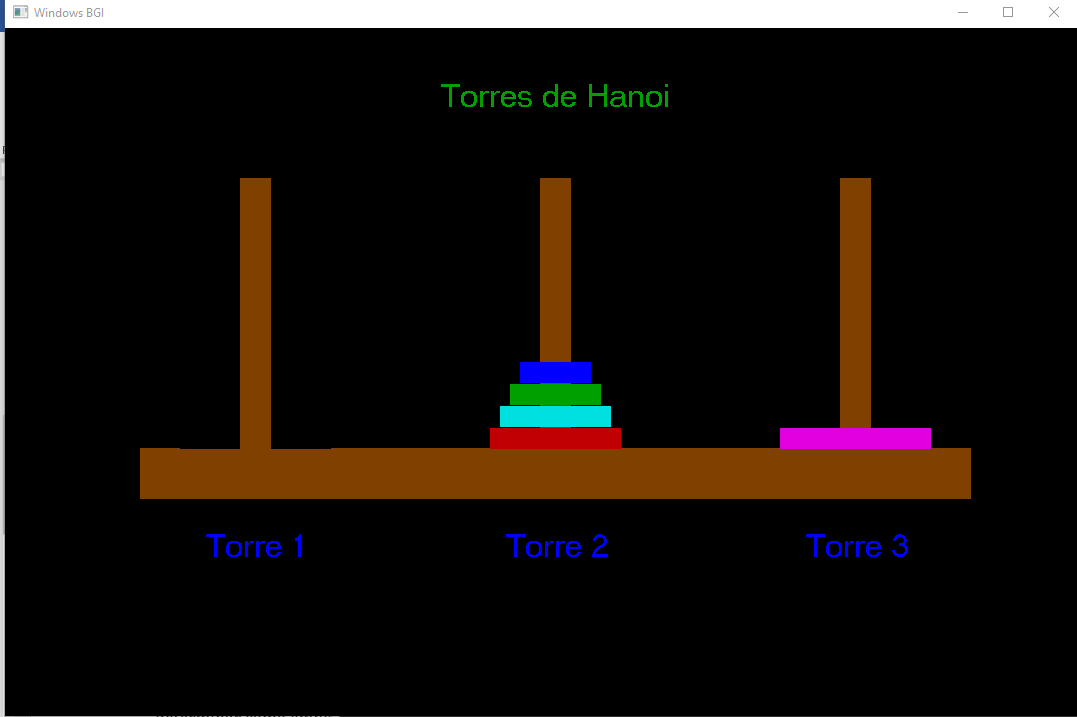 Windows BGI
Torres de Hanoi
Torre 1
Torre 2
Torre 3